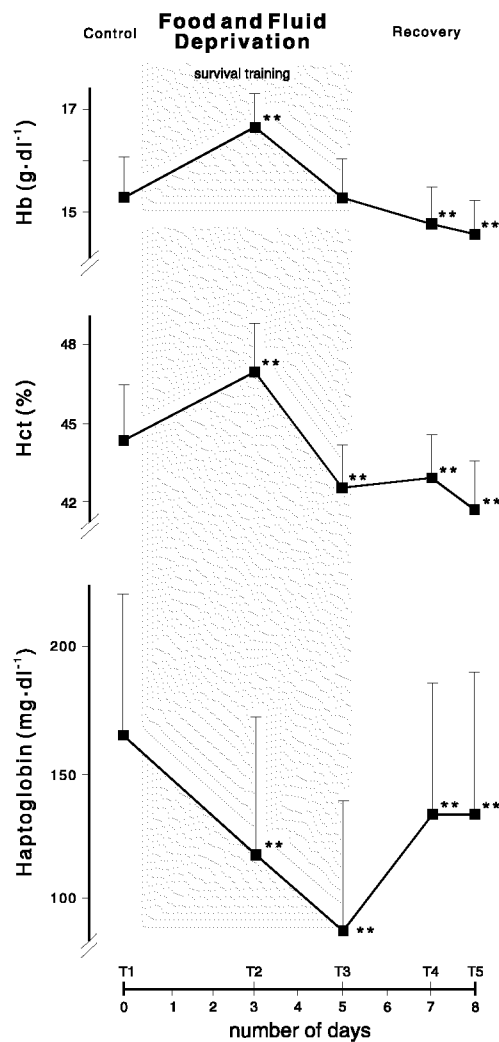 Control
Food and Fluid
Deprivation
Recovery
survival training
Hb (g·dl⁻¹)
17
15
**
**
**
Hct (%)
48
45
42
**
**
**
**
Haptoglobin (mg·dl⁻¹)
200
150
100
**
**
**
**
T1 T2 T3 T4 T5
0 1 2 3 4 5 6 7 8
number of days